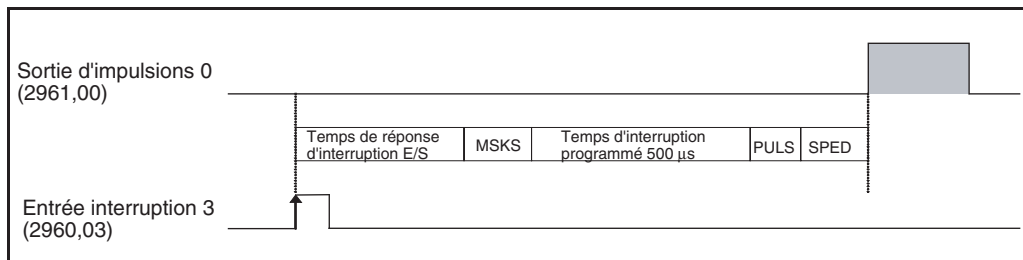 Sortie d'impulsions 0
(2961,00)
Temps de réponse
d'interruption E/S
MSKS
Temps d'interruption
programmé 500 µs
PULS
SPED
Entrée interruption 3
(2960,03)